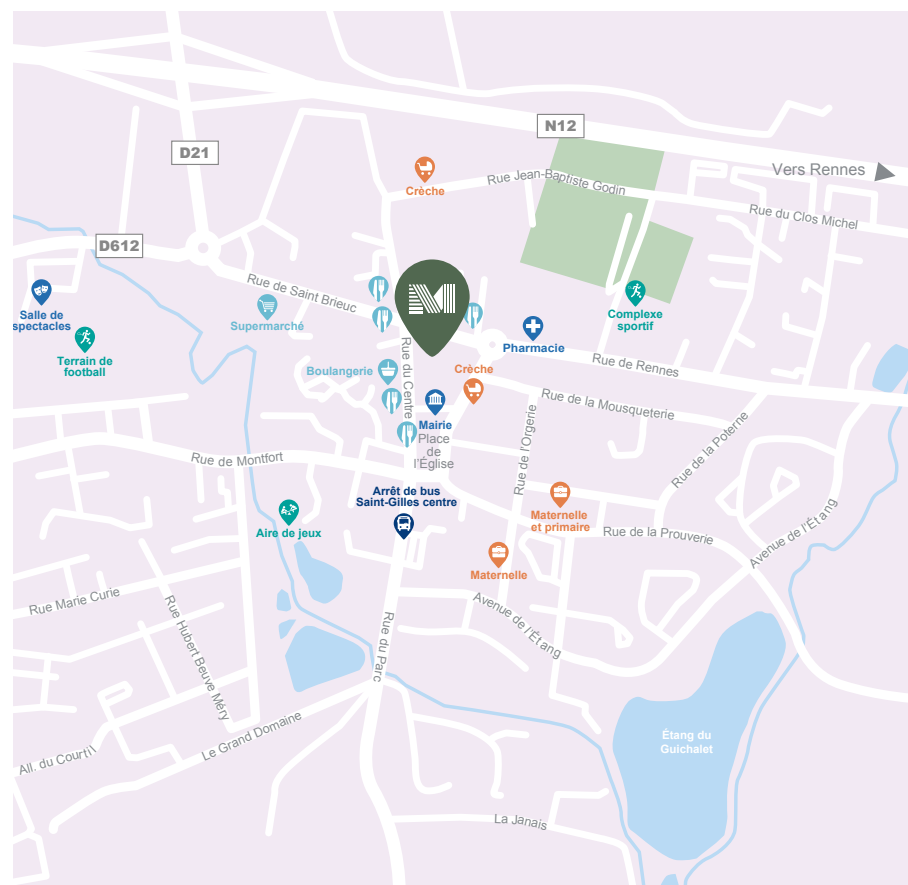 N12
D21
Vers Rennes
Crèche
Rue Jean-Baptiste Godin
Rue du Clos Michel
D612
Rue de Saint Brieuc
M
Salle de
spectacles
Supermarché
Complexe
sportif
Terrain de
football
Pharmacie
Rue de Rennes
Rue du Centre
Boulangerie
Crèche
Rue de la Mousqueterie
Mairie
Place
de
l'Église
Rue de l'Orgerie
Rue de la Poterne
Rue de Montfort
Arrêt de bus
Saint-Gilles centre
Maternelle
et primaire
Aire de jeux
Rue de la Prouverie
Avenue de l'Étang
Maternelle
Rue Marie Curie
Rue Hubert Beuve Méry
Rue du Parc
Avenue de l'Étang
Le Grand Domaine
All. du Courtil
Étang du
Guichalet
La Janais